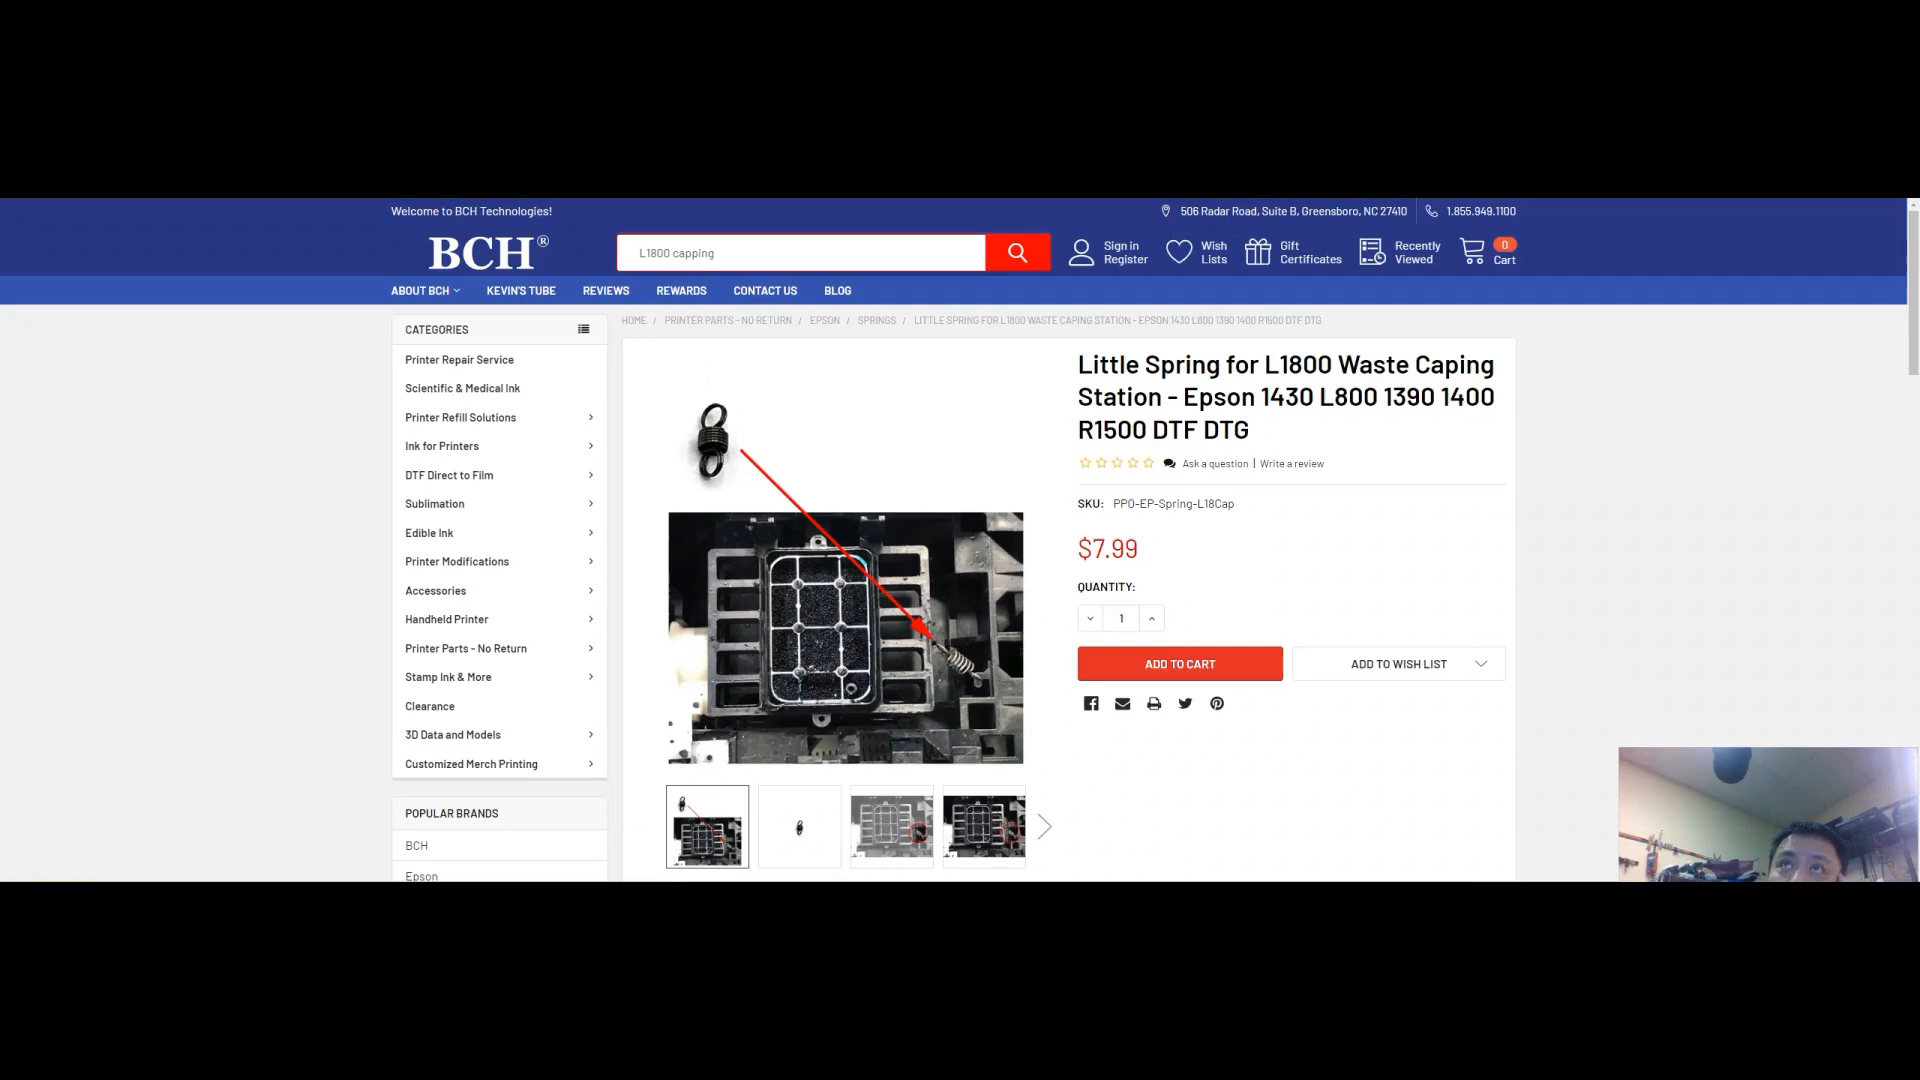 Welcome to BCH Technologies!
506 Radar Road, Suite B, Greensboro, NC 27410
1.855.949.1100
BCH®
L1800 capping
Sign in
Register
Wish
Lists
Gift
Certificates
Recently
Viewed
0
Cart
ABOUT BCH
KEVIN'S TUBE
REVIEWS
REWARDS
CONTACT US
BLOG
CATEGORIES
Printer Repair Service
Scientific & Medical Ink
Printer Refill Solutions
Ink for Printers
DTF Direct to Film
Sublimation
Edible Ink
Printer Modifications
Accessories
Handheld Printer
Printer Parts - No Return
Stamp Ink & More
Clearance
3D Data and Models
Customized Merch Printing
POPULAR BRANDS
BCH
Epson
HOME / PRINTER PARTS - NO RETURN / EPSON / SPRINGS / LITTLE SPRING FOR L1800 WASTE CAPING STATION - EPSON 1430 L800 1390 1400 R1500 DTF DTG
Little Spring for L1800 Waste Caping
Station - Epson 1430 L800 1390 1400
R1500 DTF DTG
Ask a question | Write a review
SKU: PPO-EP-Spring-L18Cap
$7.99
QUANTITY:
1
ADD TO CART
ADD TO WISH LIST